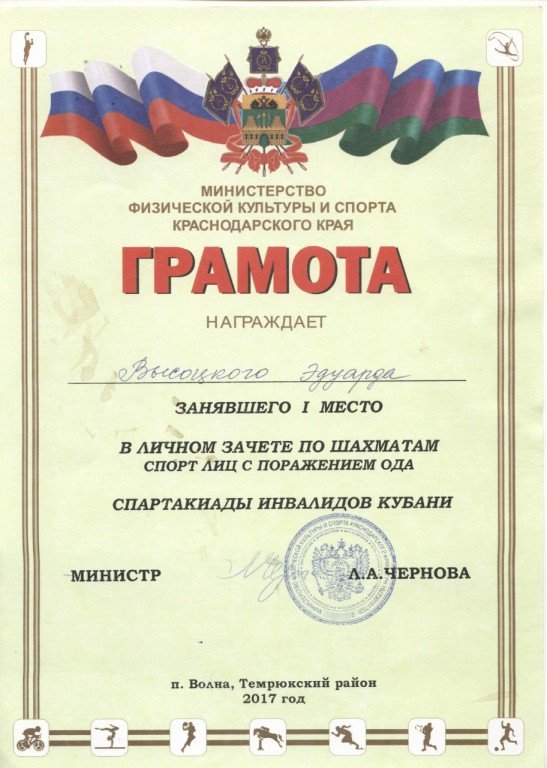 МИНИСТЕРСТВО
ФИЗИЧЕСКОЙ КУЛЬТУРЫ И СПОРТА
КРАСНОДАРСКОГО КРАЯ
ГРАМОТА
НАГРАЖДАЕТ
Высоцкого Эдуарда
ЗАНЯВШЕГО I МЕСТО
В ЛИЧНОМ ЗАЧЕТЕ ПО ШАХМАТАМ
СПОРТ ЛИЦ С ПОРАЖЕНИЕМ ОДА
СПАРТАКИАДЫ ИНВАЛИДОВ КУБАНИ
МИНИСТР Л.А.ЧЕРНОВА
п. Волна, Темрюкский район
2017 год